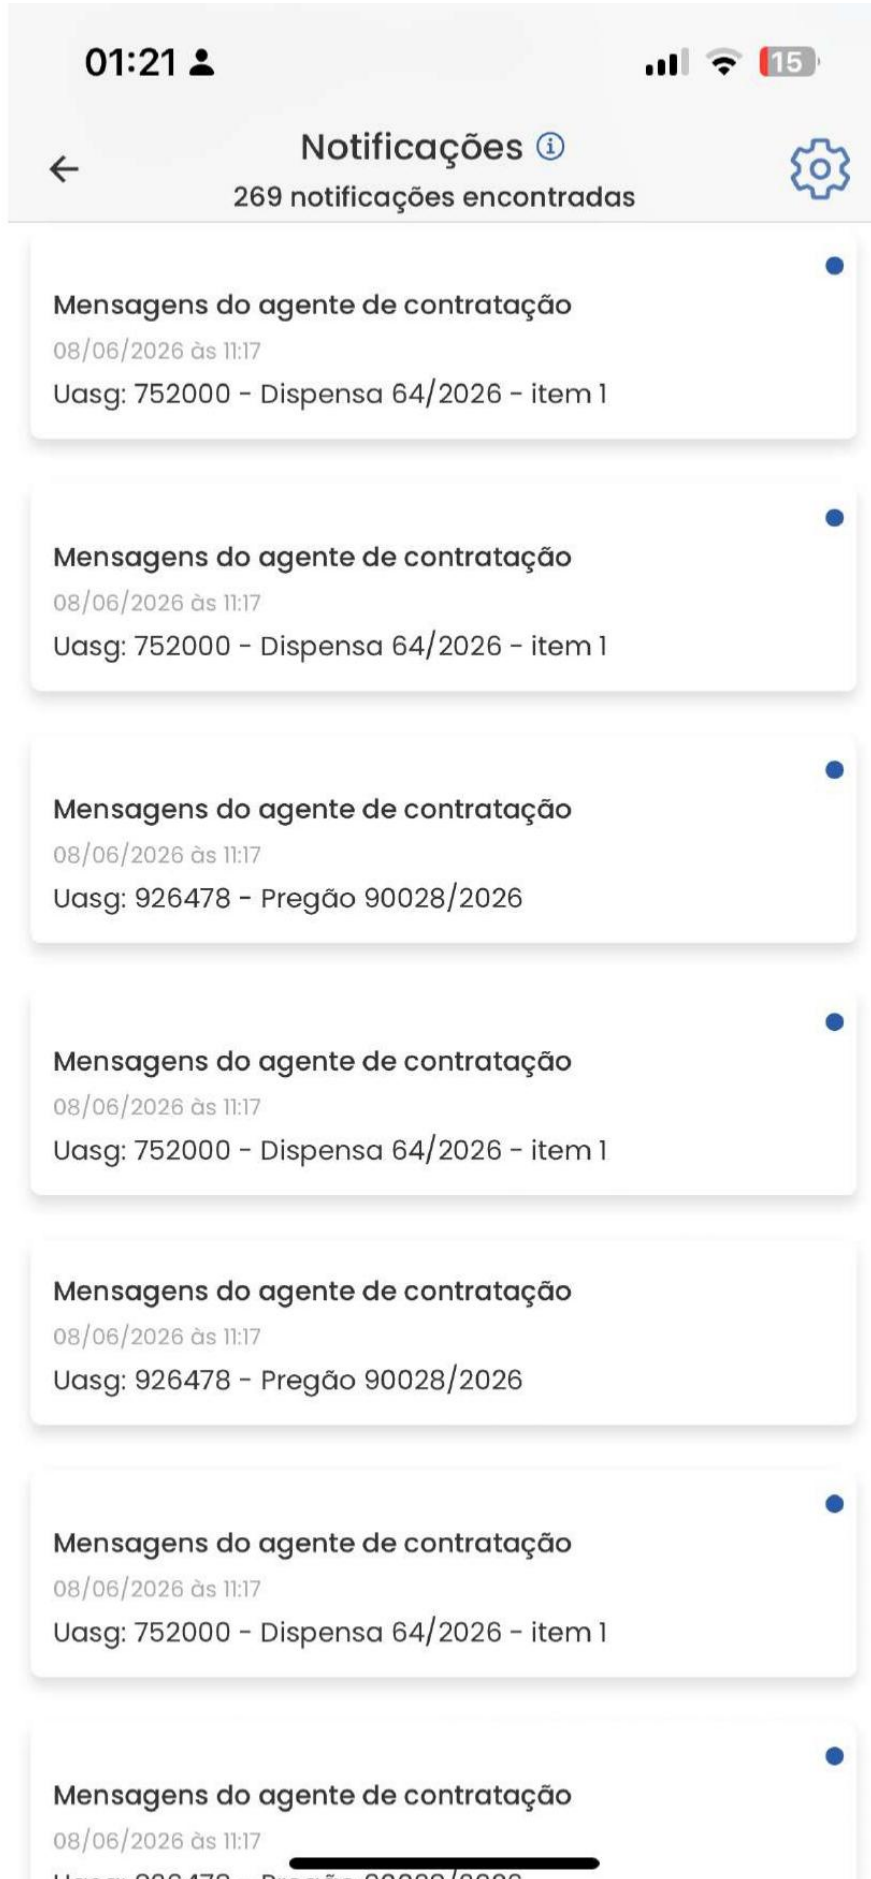 01:21
15
Notificações
269 notificações encontradas
Mensagens do agente de contratação
08/06/2026 às 11:17
Uasg: 752000 - Dispensa 64/2026 - item 1
Mensagens do agente de contratação
08/06/2026 às 11:17
Uasg: 752000 - Dispensa 64/2026 - item 1
Mensagens do agente de contratação
08/06/2026 às 11:17
Uasg: 926478 - Pregão 90028/2026
Mensagens do agente de contratação
08/06/2026 às 11:17
Uasg: 752000 - Dispensa 64/2026 - item 1
Mensagens do agente de contratação
08/06/2026 às 11:17
Uasg: 926478 - Pregão 90028/2026
Mensagens do agente de contratação
08/06/2026 às 11:17
Uasg: 752000 - Dispensa 64/2026 - item 1
Mensagens do agente de contratação
08/06/2026 às 11:17